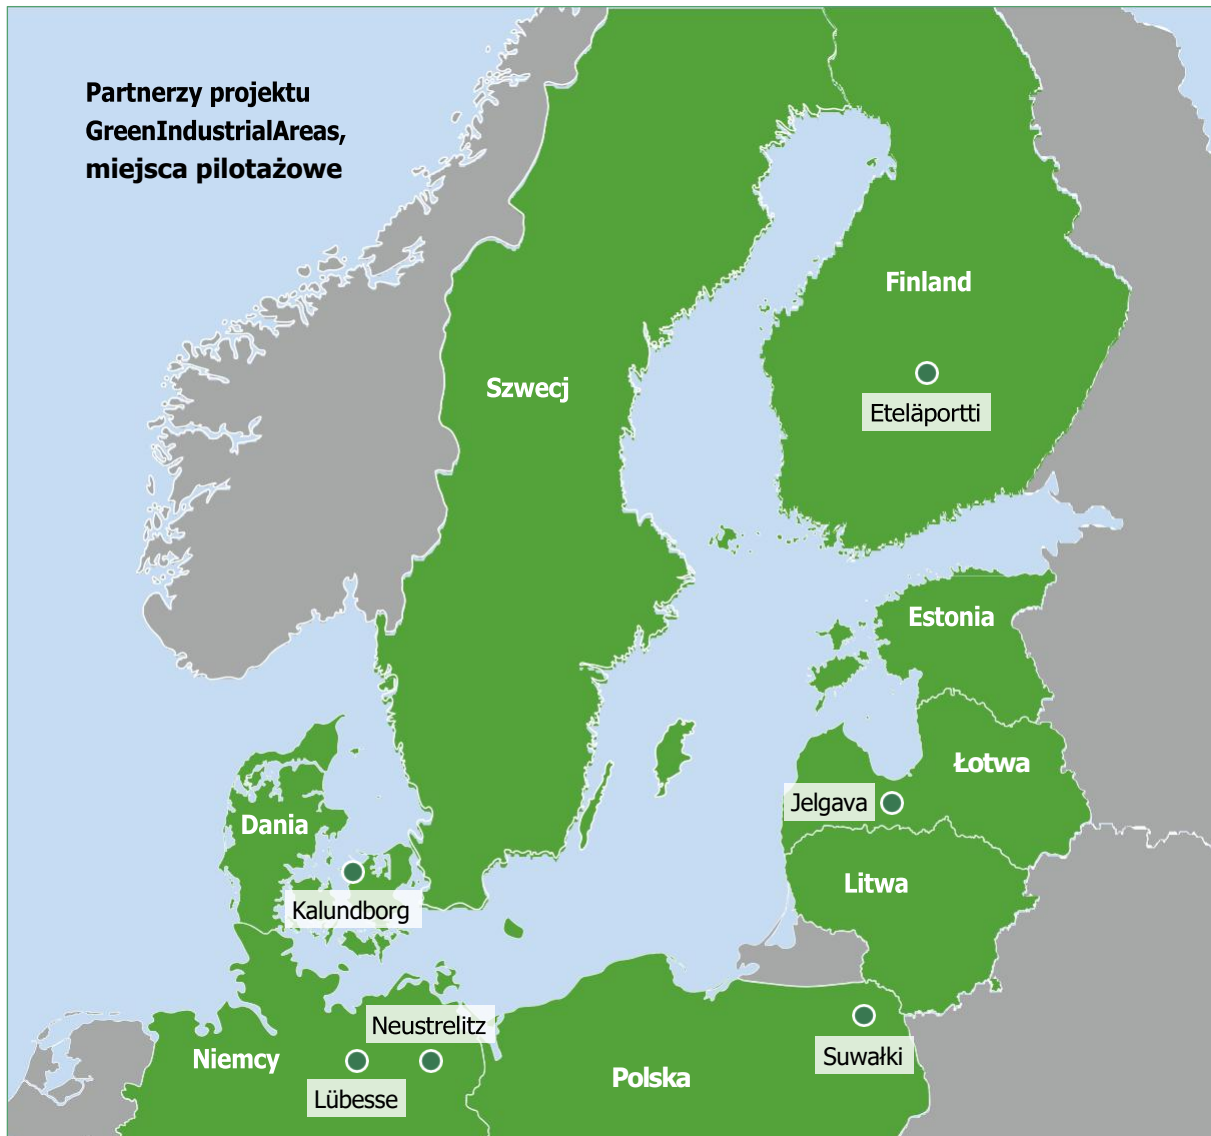 Partnerzy projektu
GreenIndustrialAreas,
miejsca pilotażowe
Finland
Szwecj
Eteläportti
Estonia
Łotwa
Jelgava
Dania
Litwa
Kalundborg
Neustrelitz
Niemcy
Suwałki
Polska
Lübesse